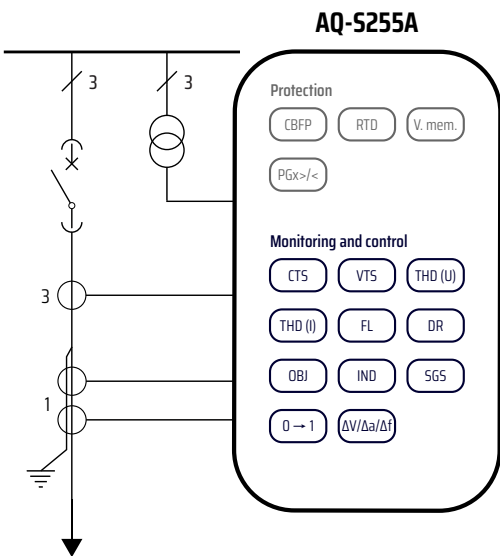 AQ-S255A
3
3
Protection
CBFP RTD V. mem.
PGx>/<
Monitoring and control
CTS VTS THD (U)
3
THD (I) FL DR
OBJ IND SGS
1
0 → 1 ΔV/Δa/Δf